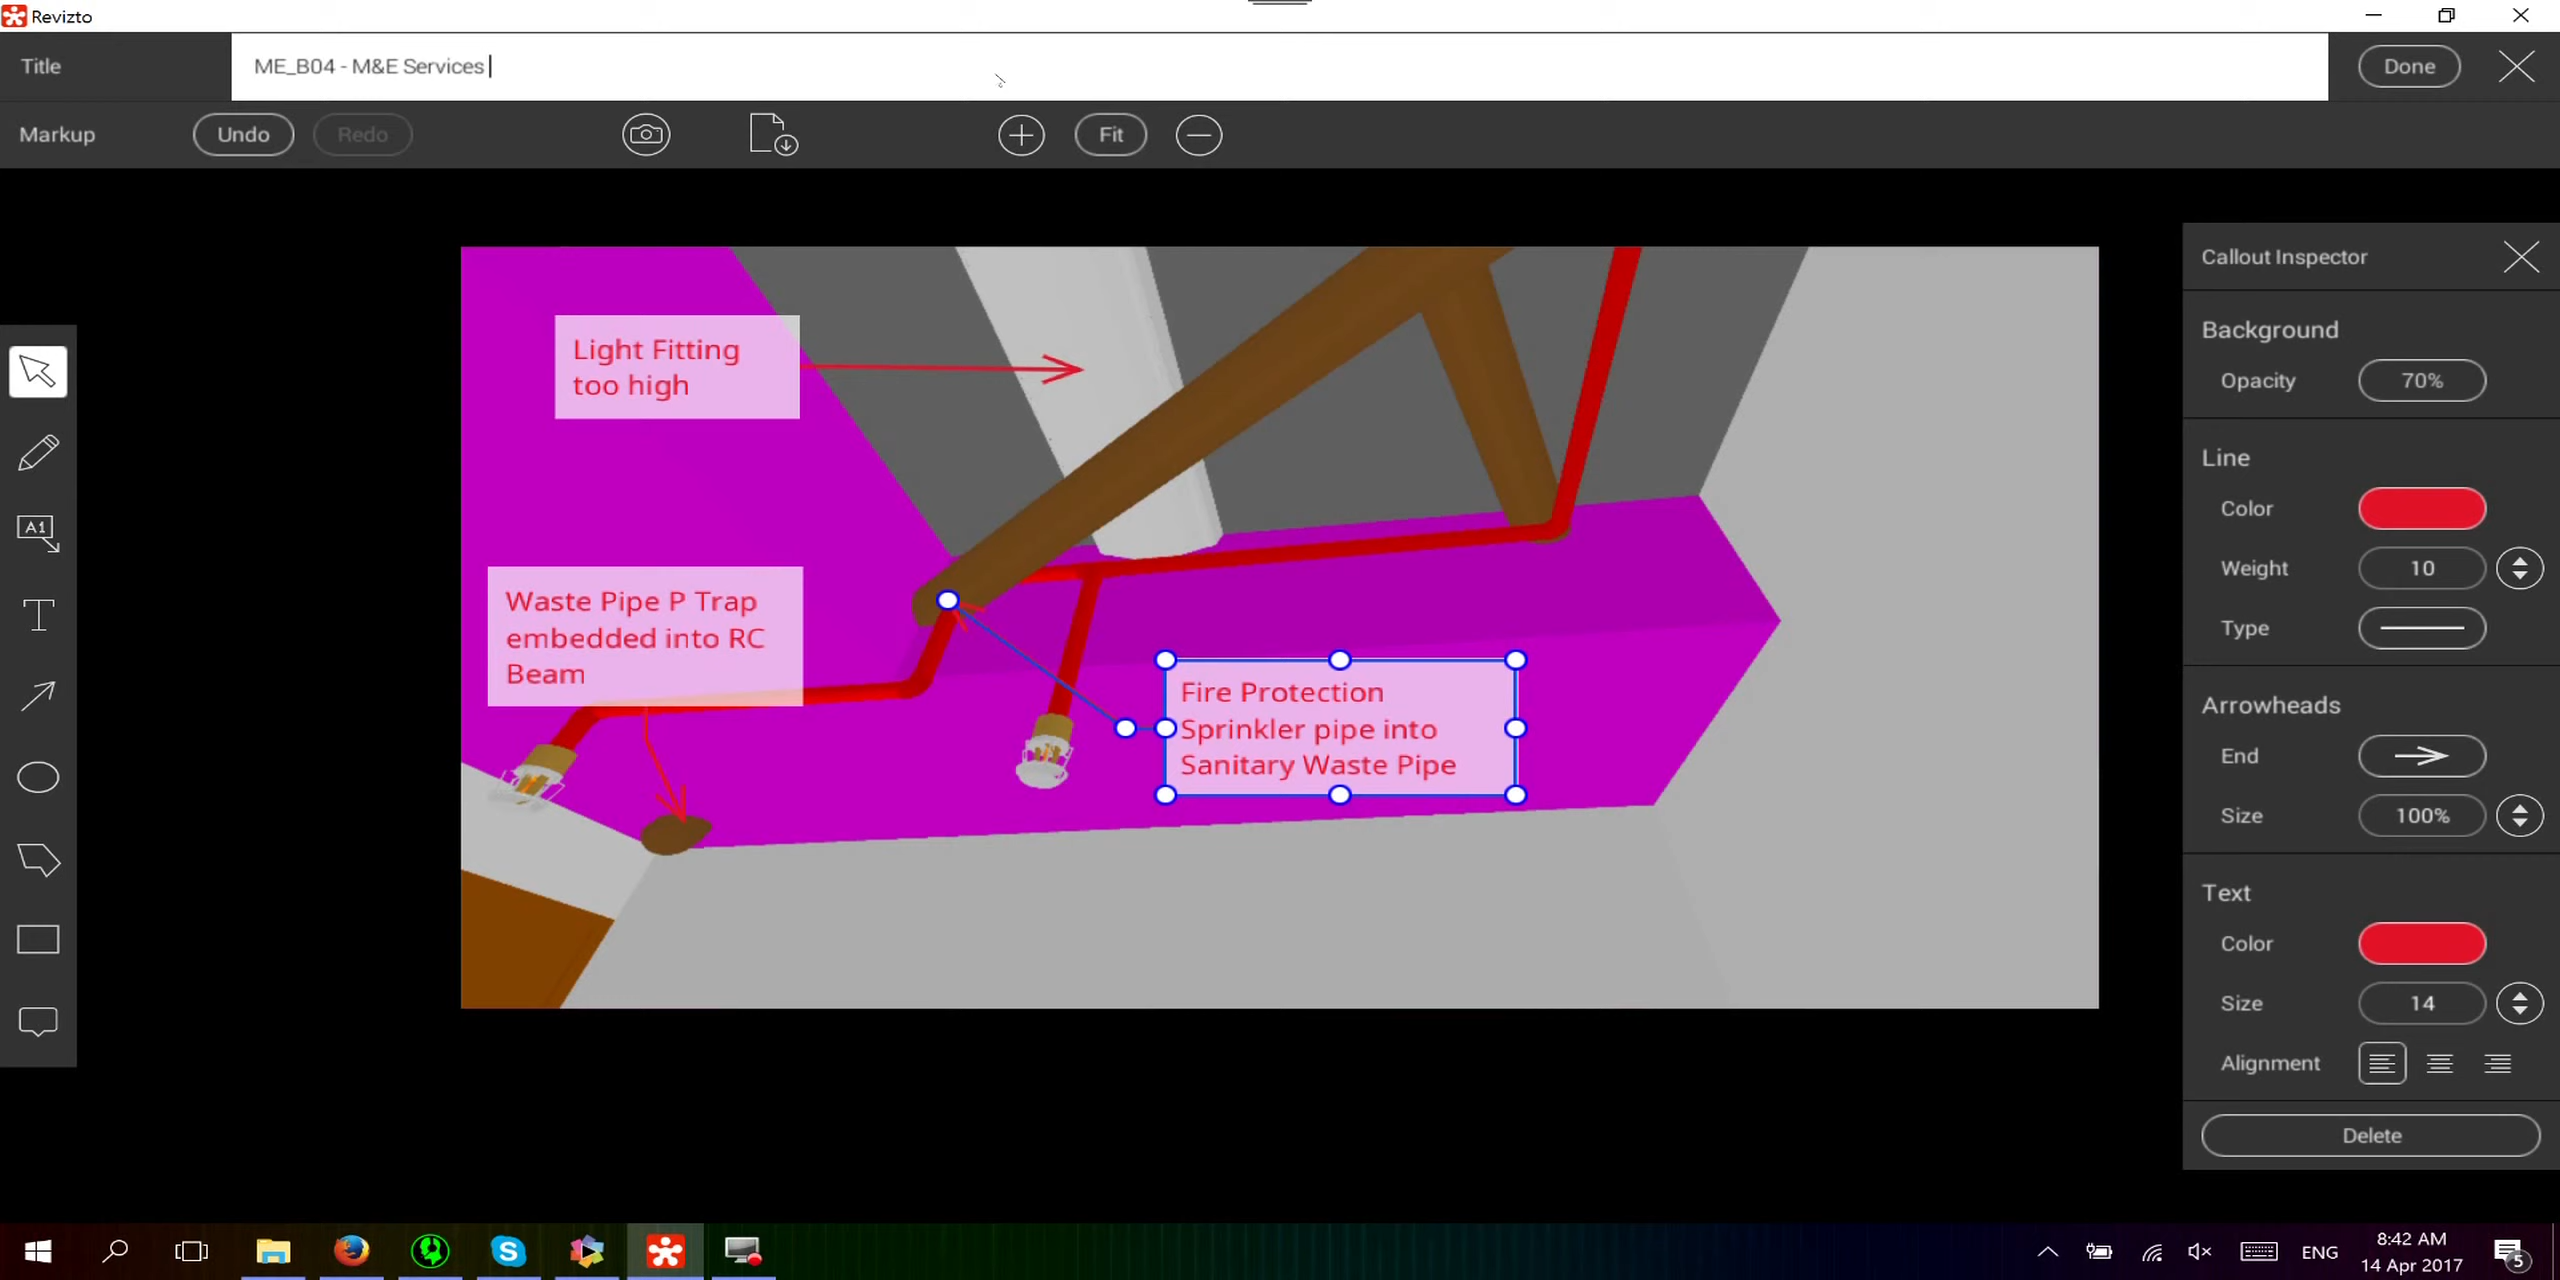 Revizto
Title
ME_B04 - M&E Services
Done
Markup
Undo
Redo
Fit
Callout Inspector
Background
Opacity
70%
Line
Color
Weight
10
Type
Arrowheads
End
Size
100%
Text
Color
Size
14
Alignment
Delete
A1
Light Fitting
too high
Waste Pipe P Trap
embedded into RC
Beam
Fire Protection
Sprinkler pipe into
Sanitary Waste Pipe
ENG
8:42 AM
14 Apr 2017
5